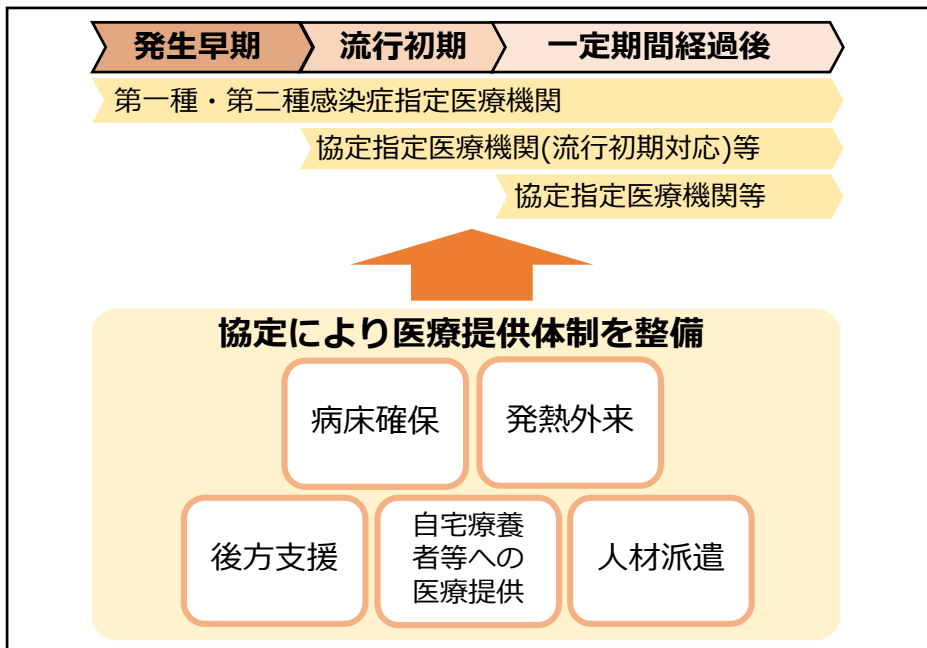 発生早期
流行初期
一定期間経過後
第一種・第二種感染症指定医療機関
協定指定医療機関(流行初期対応)等
協定指定医療機関等
協定により医療提供体制を整備
病床確保
発熱外来
後方支援
自宅療養
者等への
医療提供
人材派遣